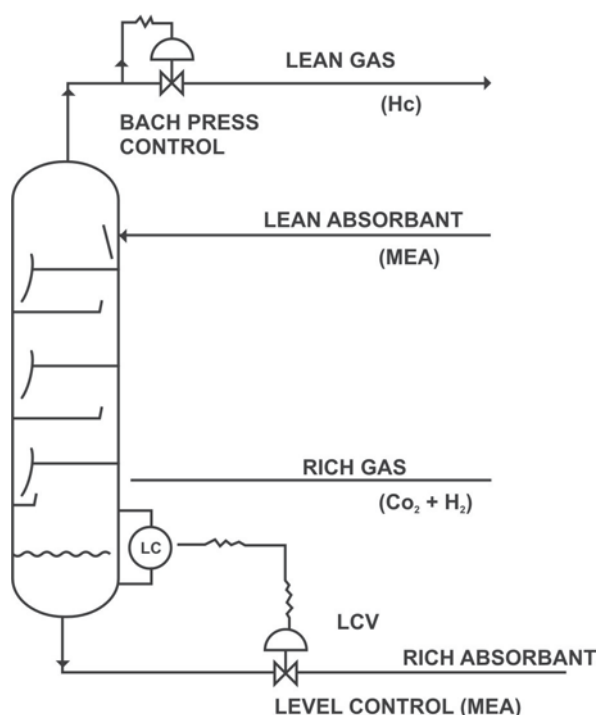 LEAN GAS
(Hc)
BACH PRESS
CONTROL
LEAN ABSORBANT
(MEA)
RICH GAS
(Co₂ + H₂)
LC
LCV
RICH ABSORBANT
LEVEL CONTROL (MEA)